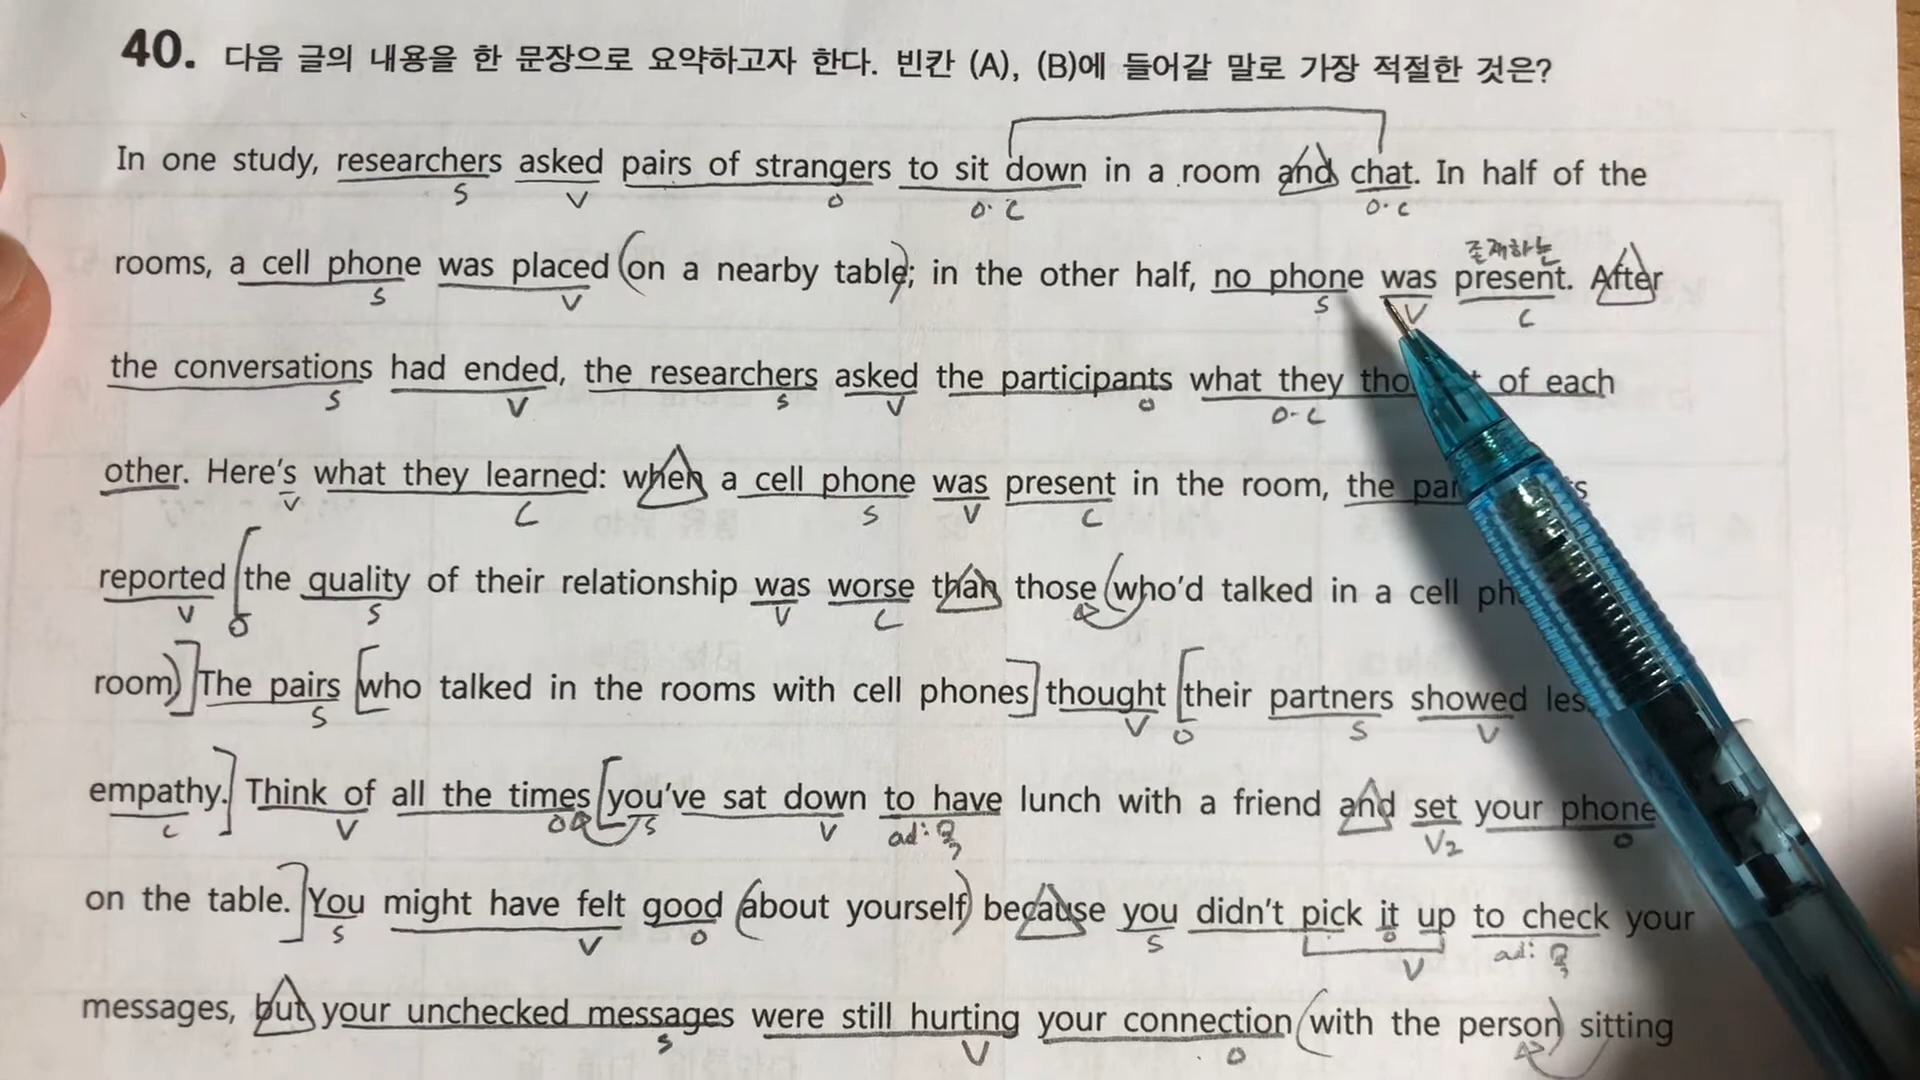 40. 다음 글의 내용을 한 문장으로 요약하고자 한다. 빈칸 (A), (B)에 들어갈 말로 가장 적절한 것은?
In one study, researchers asked pairs of strangers to sit down in a room and chat. In half of the
S V O O·C O·C
존재하는
rooms, a cell phone was placed (on a nearby table); in the other half, no phone was present. After
S V S V C
the conversations had ended, the researchers asked the participants what they of each
S V S V O O·C
other. Here's what they learned: when a cell phone was present in the room, the
V C S V C
reported [the quality of their relationship was worse than those (who'd talked in a cell
V O S V C
room)] The pairs [who talked in the rooms with cell phones] thought [their partners showed
S V O S V
empathy.] Think of all the times [you've sat down to have lunch with a friend and set your phone
C V O S V V2 O
on the table.] You might have felt good (about yourself) because you didn't pick it up to check your
S V O S O V
messages, but your unchecked messages were still hurting your connection (with the person) sitting
S V O